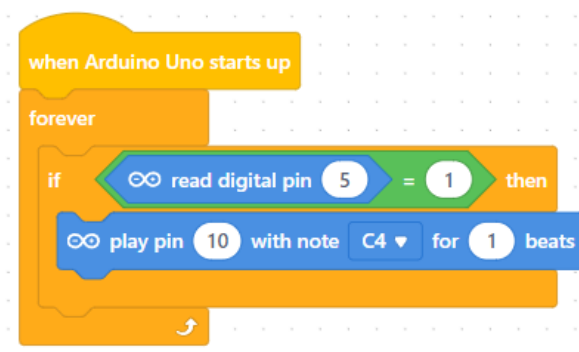 when Arduino Uno starts up
forever
if read digital pin 5 = 1 then
play pin 10 with note C4 for 1 beats